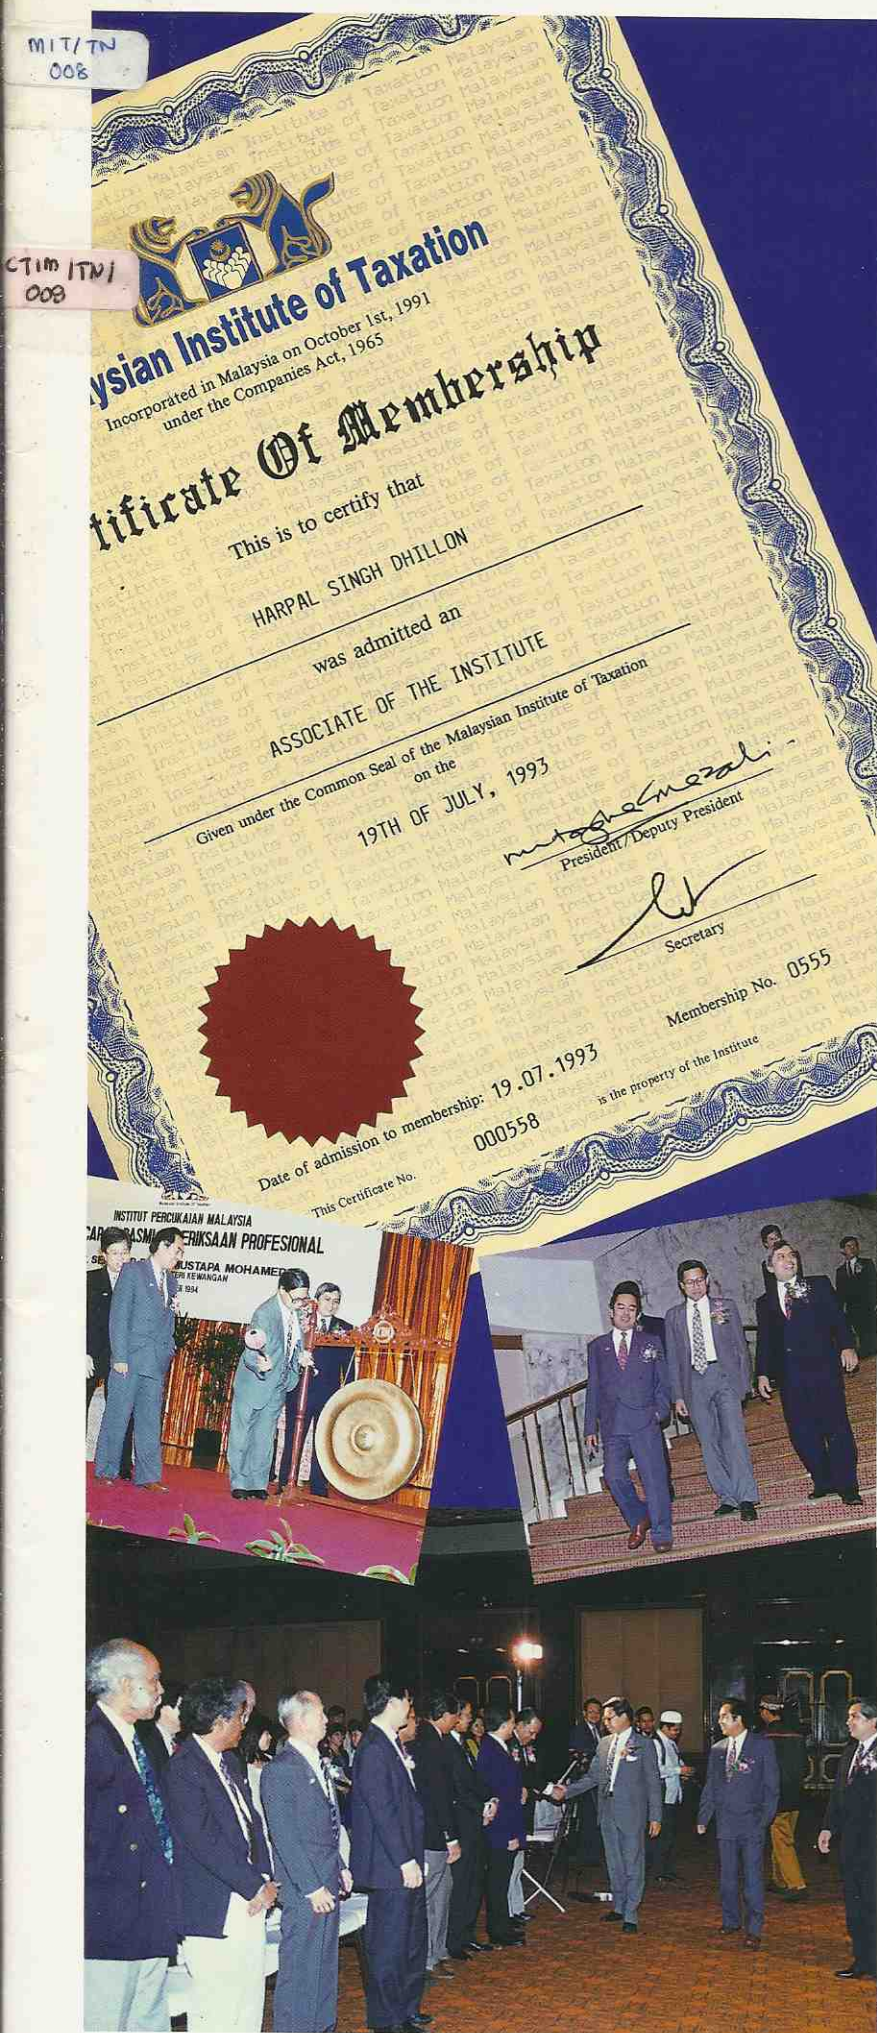 MIT/TN
008
CTIM/TN/
008
ysian Institute of Taxation
Incorporated in Malaysia on October 1st, 1991
under the Companies Act, 1965
tificate Of Membership
This is to certify that
HARPAL SINGH DHILLON
was admitted an
ASSOCIATE OF THE INSTITUTE
Given under the Common Seal of the Malaysian Institute of Taxation
on the
19TH OF JULY, 1993
President/Deputy President
Secretary
Membership No. 0555
Date of admission to membership: 19.07.1993
This Certificate No. 000558 is the property of the Institute
INSTITUT PERCUKAIAN MALAYSIA
ERIKSAAN PROFESIONAL
USTAPA MOHAMED
KEWANGAN
1994